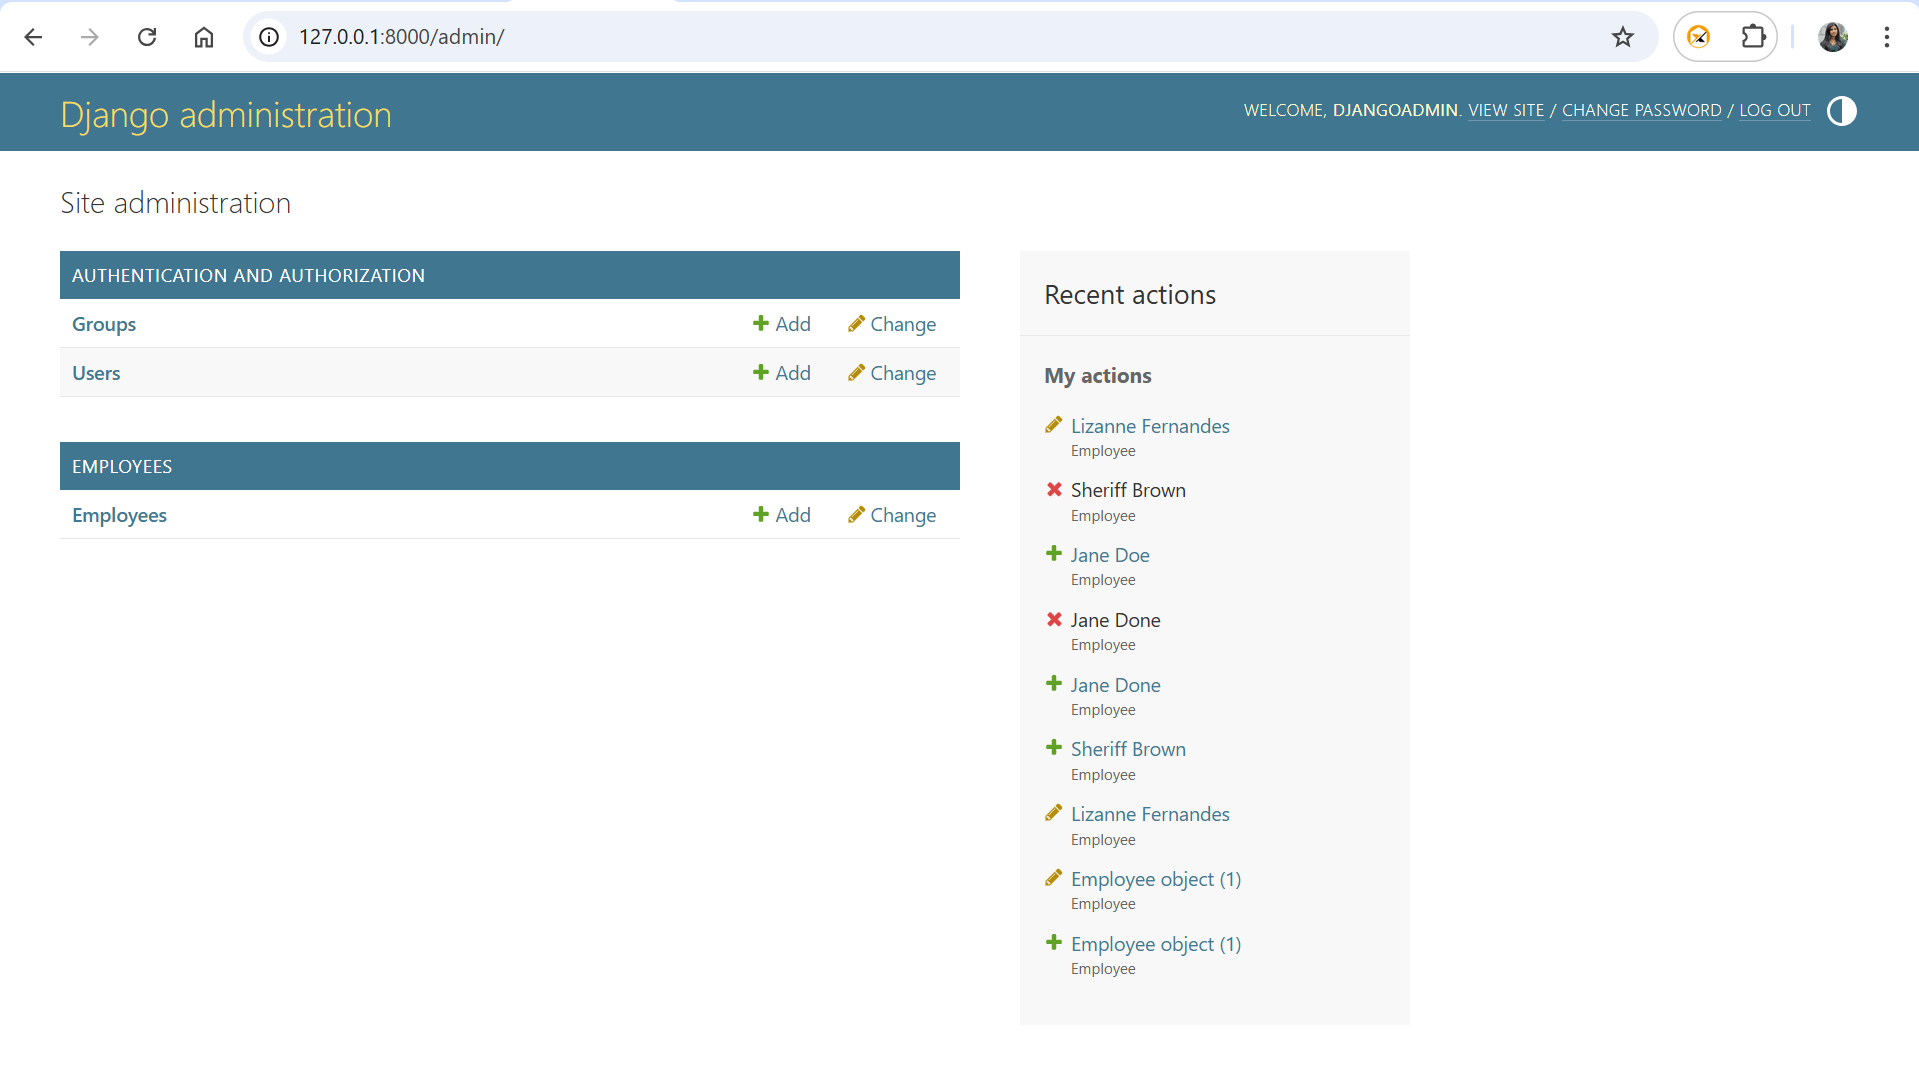 127.0.0.1:8000/admin/
Django administration
WELCOME, DJANGOADMIN. VIEW SITE / CHANGE PASSWORD / LOG OUT
Site administration
AUTHENTICATION AND AUTHORIZATION
Groups Add Change
Users Add Change
EMPLOYEES
Employees Add Change
Recent actions
My actions
Lizanne Fernandes
Employee
Sheriff Brown
Employee
Jane Doe
Employee
Jane Done
Employee
Jane Done
Employee
Sheriff Brown
Employee
Lizanne Fernandes
Employee
Employee object (1)
Employee
Employee object (1)
Employee